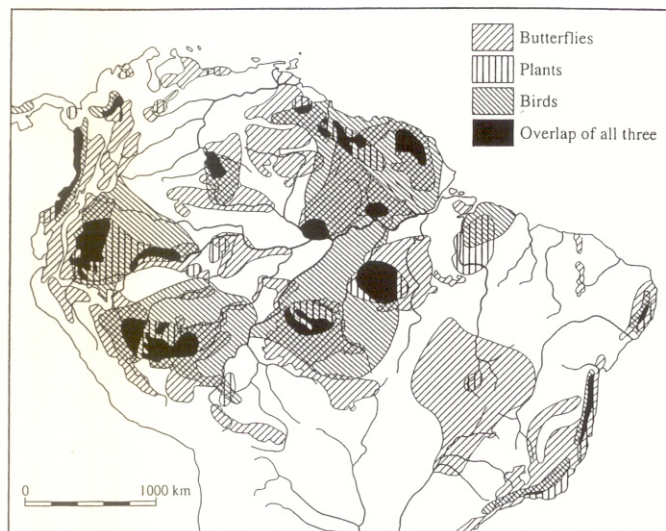 Butterflies
Plants
Birds
Overlap of all three
0 1000 km